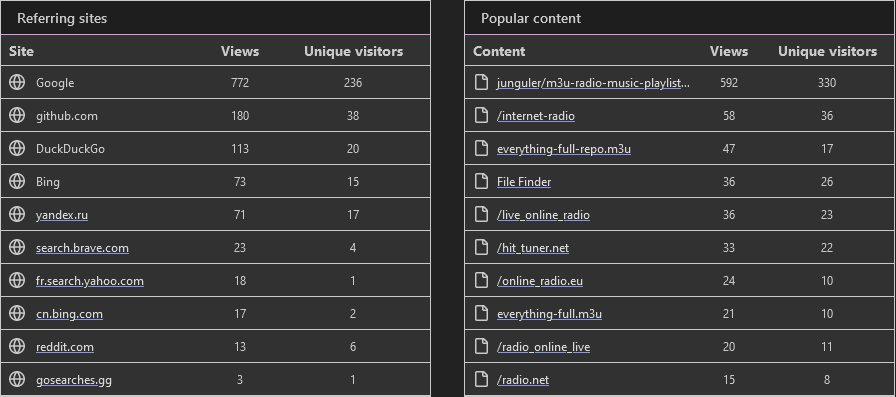 Referring sites
Site Views Unique visitors
Google 772 236
github.com 180 38
DuckDuckGo 113 20
Bing 73 15
yandex.ru 71 17
search.brave.com 23 4
fr.search.yahoo.com 18 1
cn.bing.com 17 2
reddit.com 13 6
gosearches.gg 3 1
Popular content
Content Views Unique visitors
junguler/m3u-radio-music-playlist... 592 330
/internet-radio 58 36
everything-full-repo.m3u 47 17
File Finder 36 26
/live_online_radio 36 23
/hit_tuner.net 33 22
/online_radio.eu 24 10
everything-full.m3u 21 10
/radio_online_live 20 11
/radio.net 15 8